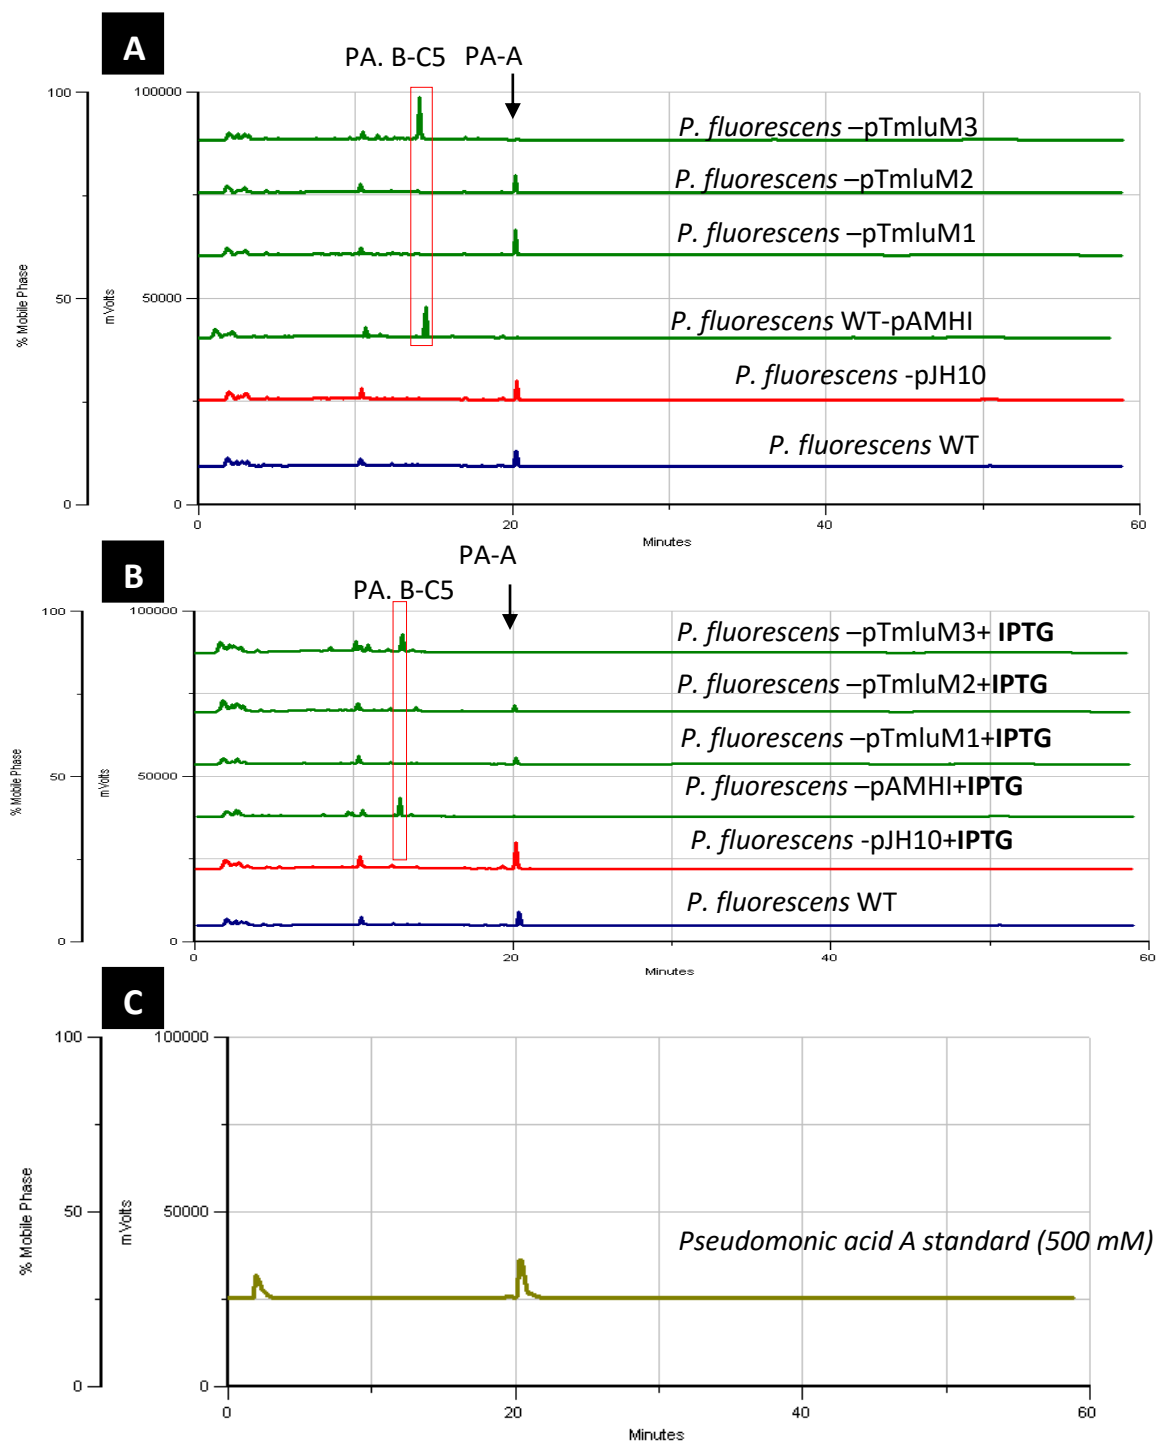 A
PA. B-C5 PA-A
100 100000
P. fluorescens –pTmluM3
P. fluorescens –pTmluM2
P. fluorescens –pTmluM1
% Mobile Phase
mVolts
50 50000
P. fluorescens WT-pAMHI
P. fluorescens -pJH10
P. fluorescens WT
0 0
0 20 40 60
Minutes
B
PA-A
PA. B-C5
100 100000
P. fluorescens –pTmluM3+ IPTG
P. fluorescens –pTmluM2+IPTG
P. fluorescens –pTmluM1+IPTG
% Mobile Phase
mVolts
50 50000
P. fluorescens –pAMHI+IPTG
P. fluorescens -pJH10+IPTG
P. fluorescens WT
0 0
0 20 40 60
Minutes
C
100 100000
% Mobile Phase
mVolts
50 50000
Pseudomonic acid A standard (500 mM)
0 0
0 20 40 60
Minutes